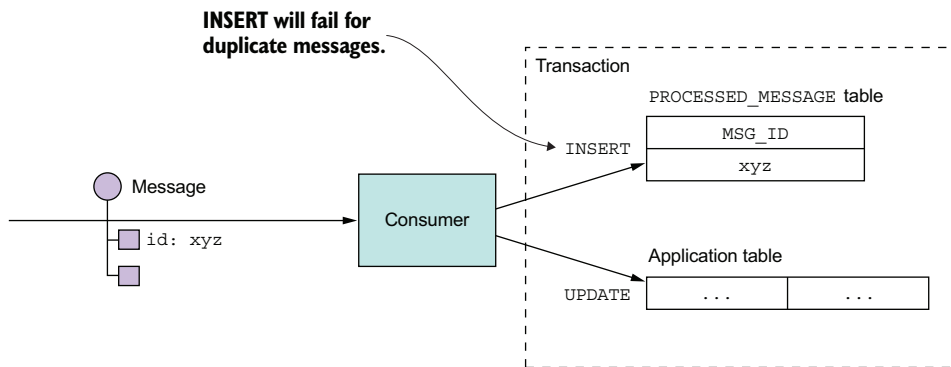 INSERT will fail for
duplicate messages.
Transaction
PROCESSED_MESSAGE table
MSG_ID
INSERT
xyz
Message
Consumer
id: xyz
Application table
UPDATE
... ...